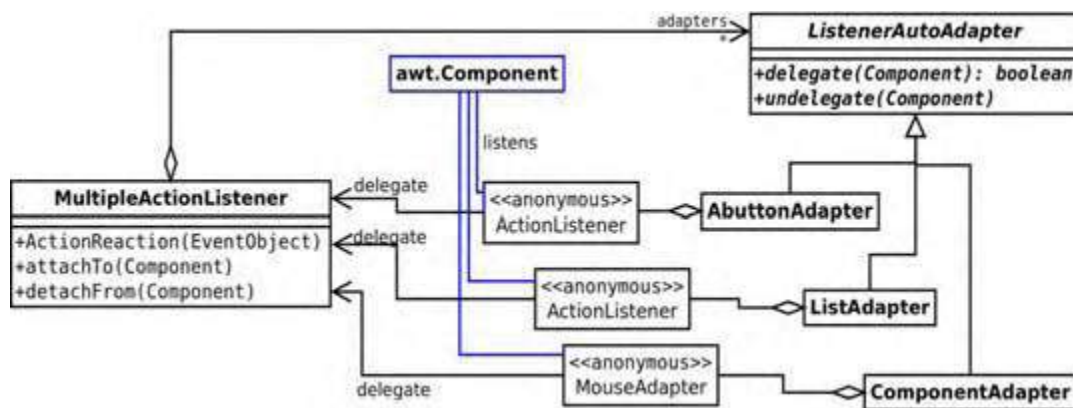 adapters
*
ListenerAutoAdapter
+delegate(Component): boolean
+undelegate(Component)
awt.Component
listens
MultipleActionListener
+ActionReaction(EventObject)
+attachTo(Component)
+detachFrom(Component)
delegate
<<anonymous>>
ActionListener
AbuttonAdapter
delegate
<<anonymous>>
ActionListener
ListAdapter
delegate
<<anonymous>>
MouseAdapter
ComponentAdapter